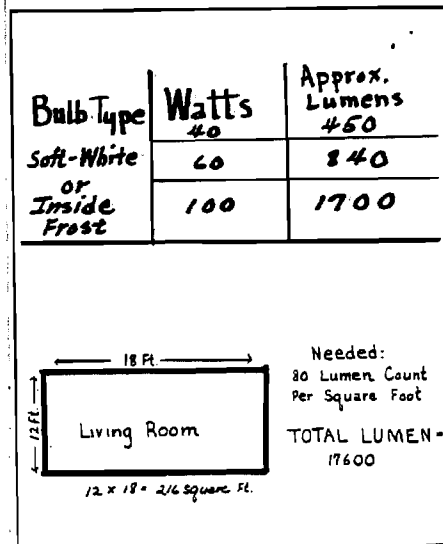 Bulb Type Watts Approx. Lumens
40 450
Soft-White 60 840
or
Inside 100 1700
Frost
18 Ft.
12 Ft.
Living Room
12 x 18 = 216 square Ft.
Needed:
80 Lumen Count
Per Square Foot
TOTAL LUMEN =
17600